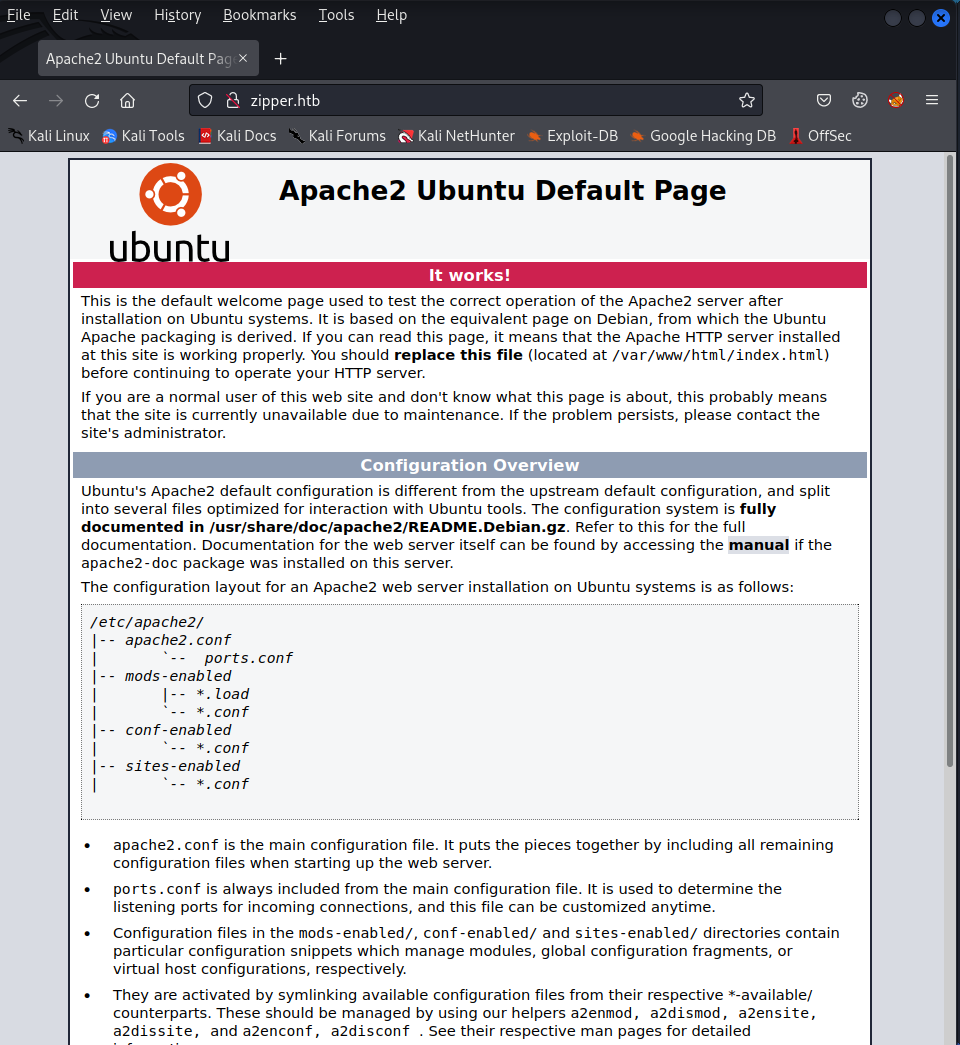 File Edit View History Bookmarks Tools Help
Apache2 Ubuntu Default Pag
zipper.htb
Kali Linux Kali Tools Kali Docs Kali Forums Kali NetHunter Exploit-DB Google Hacking DB OffSec
ubuntu
Apache2 Ubuntu Default Page
It works!
This is the default welcome page used to test the correct operation of the Apache2 server after
installation on Ubuntu systems. It is based on the equivalent page on Debian, from which the Ubuntu
Apache packaging is derived. If you can read this page, it means that the Apache HTTP server installed
at this site is working properly. You should replace this file (located at /var/www/html/index.html)
before continuing to operate your HTTP server.
If you are a normal user of this web site and don't know what this page is about, this probably means
that the site is currently unavailable due to maintenance. If the problem persists, please contact the
site's administrator.
Configuration Overview
Ubuntu's Apache2 default configuration is different from the upstream default configuration, and split
into several files optimized for interaction with Ubuntu tools. The configuration system is fully
documented in /usr/share/doc/apache2/README.Debian.gz. Refer to this for the full
documentation. Documentation for the web server itself can be found by accessing the manual if the
apache2-doc package was installed on this server.
The configuration layout for an Apache2 web server installation on Ubuntu systems is as follows:
/etc/apache2/
|-- apache2.conf
|       `--  ports.conf
|-- mods-enabled
|       |-- *.load
|       `-- *.conf
|-- conf-enabled
|       `-- *.conf
|-- sites-enabled
|       `-- *.conf
• apache2.conf is the main configuration file. It puts the pieces together by including all remaining
configuration files when starting up the web server.
• ports.conf is always included from the main configuration file. It is used to determine the
listening ports for incoming connections, and this file can be customized anytime.
• Configuration files in the mods-enabled/, conf-enabled/ and sites-enabled/ directories contain
particular configuration snippets which manage modules, global configuration fragments, or
virtual host configurations, respectively.
• They are activated by symlinking available configuration files from their respective *-available/
counterparts. These should be managed by using our helpers a2enmod, a2dismod, a2ensite,
a2dissite, and a2enconf, a2disconf . See their respective man pages for detailed